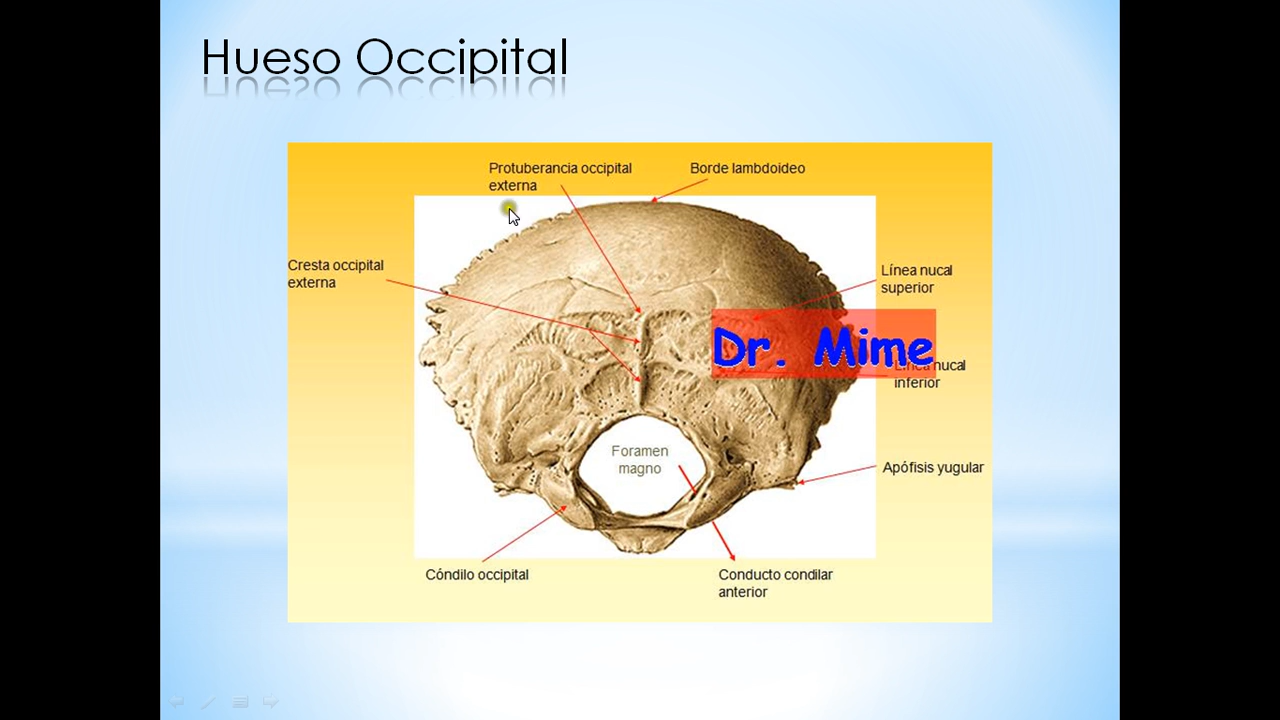 Hueso Occipital
Protuberancia occipital
externa
Borde lambdoideo
Cresta occipital
externa
Línea nucal
superior
Dr. Mime
Línea nucal
inferior
Foramen
magno
Apófisis yugular
Cóndilo occipital
Conducto condilar
anterior